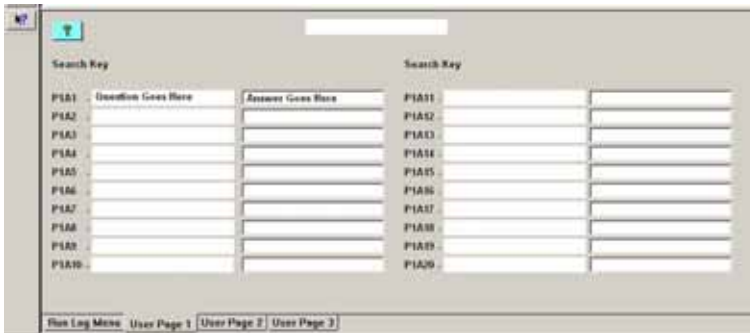 ?
?
Search Key Search Key
P1A1 Question Goes Here Answer Goes Here P1A11
P1A2 P1A12
P1A3 P1A13
P1A4 P1A14
P1A5 P1A15
P1A6 P1A16
P1A7 P1A17
P1A8 P1A18
P1A9 P1A19
P1A10 P1A20
Run Log Menu User Page 1 User Page 2 User Page 3